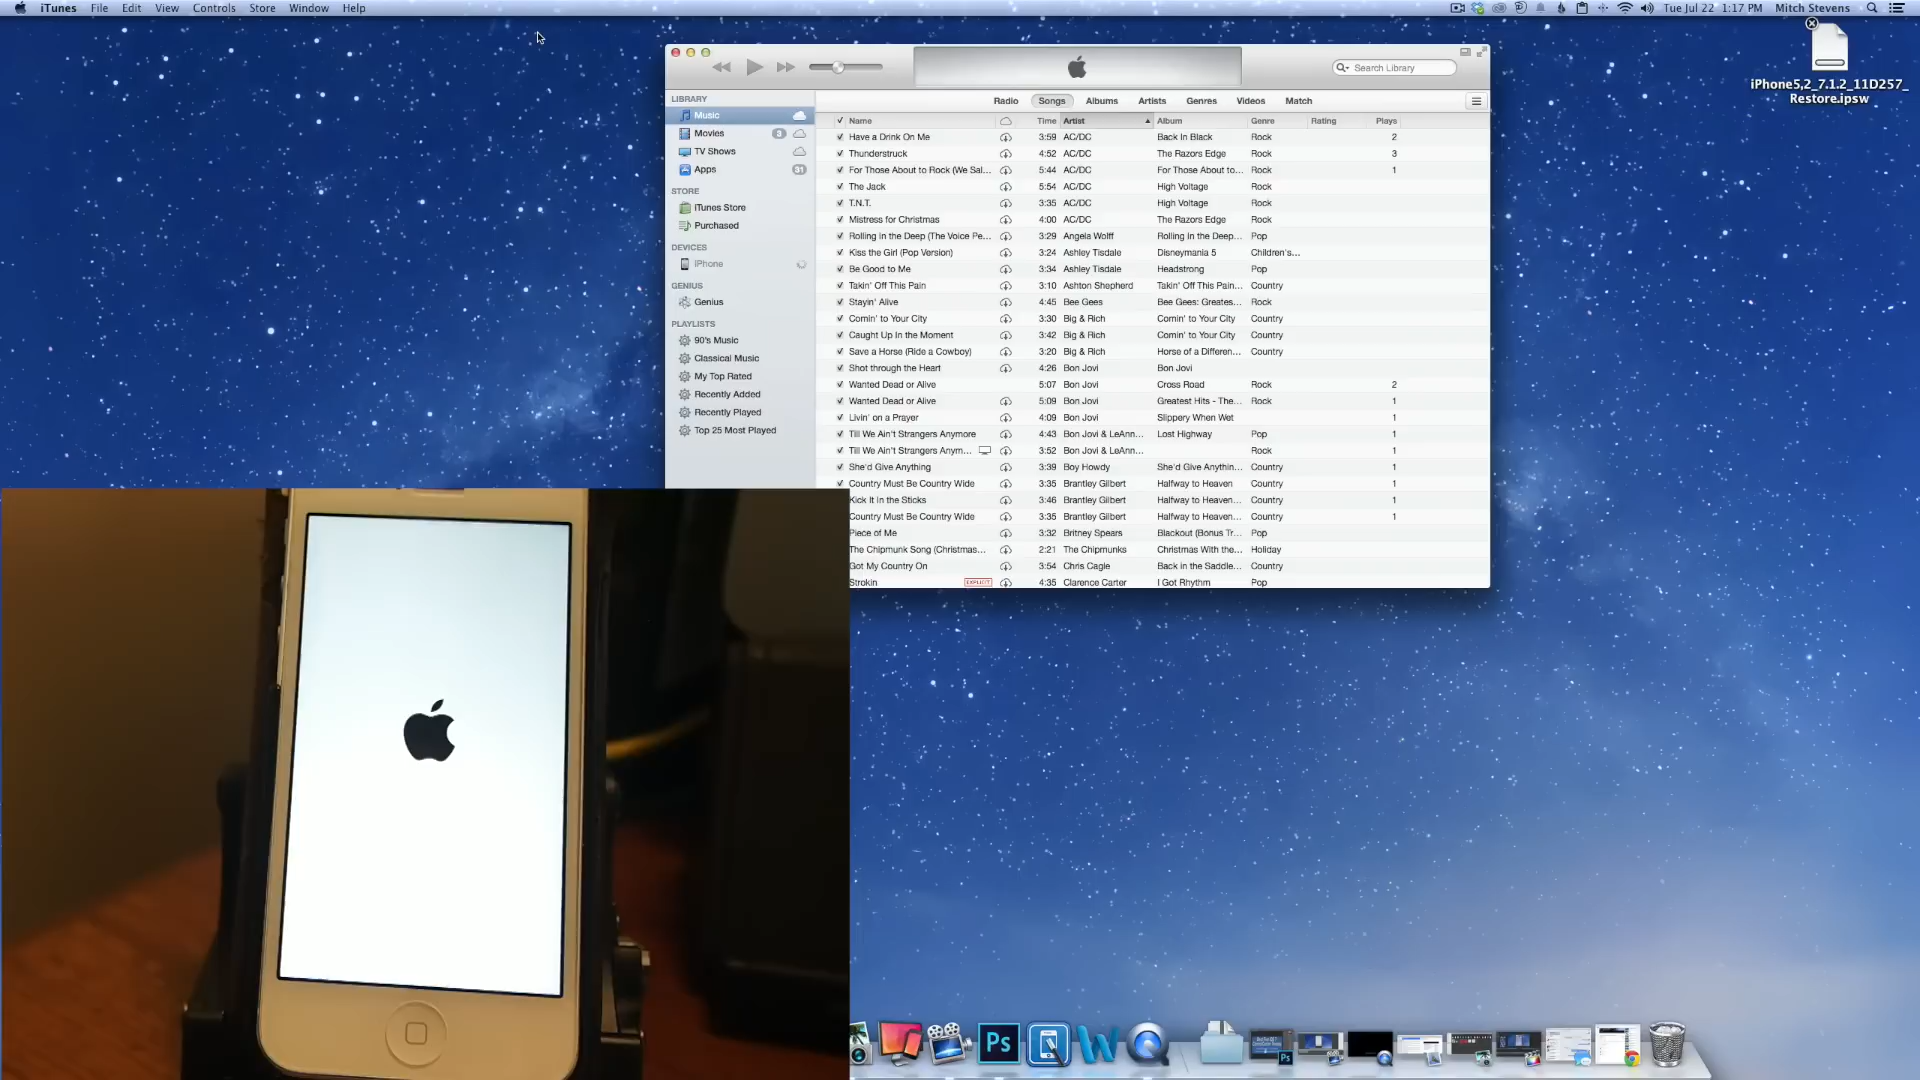 iTunes File Edit View Controls Store Window Help
Tue Jul 22 1:17 PM Mitch Stevens
iPhone5,2_7.1.2_11D257_
Restore.ipsw
Search Library
Radio Songs Albums Artists Genres Videos Match
LIBRARY
Music
Movies 3
TV Shows
Apps 31
STORE
iTunes Store
Purchased
DEVICES
iPhone
GENIUS
Genius
PLAYLISTS
90's Music
Classical Music
My Top Rated
Recently Added
Recently Played
Top 25 Most Played
Name Time Artist Album Genre Rating Plays
Have a Drink On Me 3:59 AC/DC Back In Black Rock 2
Thunderstruck 4:52 AC/DC The Razors Edge Rock 3
For Those About to Rock (We Sal... 5:44 AC/DC For Those About to... Rock 1
The Jack 5:54 AC/DC High Voltage Rock
T.N.T. 3:35 AC/DC High Voltage Rock
Mistress for Christmas 4:00 AC/DC The Razors Edge Rock
Rolling in the Deep (The Voice Pe... 3:29 Angela Wolff Rolling in the Deep... Pop
Kiss the Girl (Pop Version) 3:24 Ashley Tisdale Disneymania 5 Children's...
Be Good to Me 3:34 Ashley Tisdale Headstrong Pop
Takin' Off This Pain 3:10 Ashton Shepherd Takin' Off This Pain... Country
Stayin' Alive 4:45 Bee Gees Bee Gees: Greates... Rock
Comin' to Your City 3:30 Big & Rich Comin' to Your City Country
Caught Up In the Moment 3:42 Big & Rich Comin' to Your City Country
Save a Horse (Ride a Cowboy) 3:20 Big & Rich Horse of a Differen... Country
Shot through the Heart 4:26 Bon Jovi Bon Jovi
Wanted Dead or Alive 5:07 Bon Jovi Cross Road Rock 2
Wanted Dead or Alive 5:09 Bon Jovi Greatest Hits - The... Rock 1
Livin' on a Prayer 4:09 Bon Jovi Slippery When Wet 1
Till We Ain't Strangers Anymore 4:43 Bon Jovi & LeAnn... Lost Highway Pop 1
Till We Ain't Strangers Anym... 3:52 Bon Jovi & LeAnn... Rock 1
She'd Give Anything 3:39 Boy Howdy She'd Give Anythin... Country 1
Country Must Be Country Wide 3:35 Brantley Gilbert Halfway to Heaven Country 1
Kick It in the Sticks 3:46 Brantley Gilbert Halfway to Heaven... Country 1
Country Must Be Country Wide 3:35 Brantley Gilbert Halfway to Heaven... Country 1
Piece of Me 3:32 Britney Spears Blackout (Bonus Tr... Pop
The Chipmunk Song (Christmas... 2:21 The Chipmunks Christmas With the... Holiday
Got My Country On 3:54 Chris Cagle Back in the Saddle... Country
Strokin EXPLICIT 4:35 Clarence Carter I Got Rhythm Pop
Ps